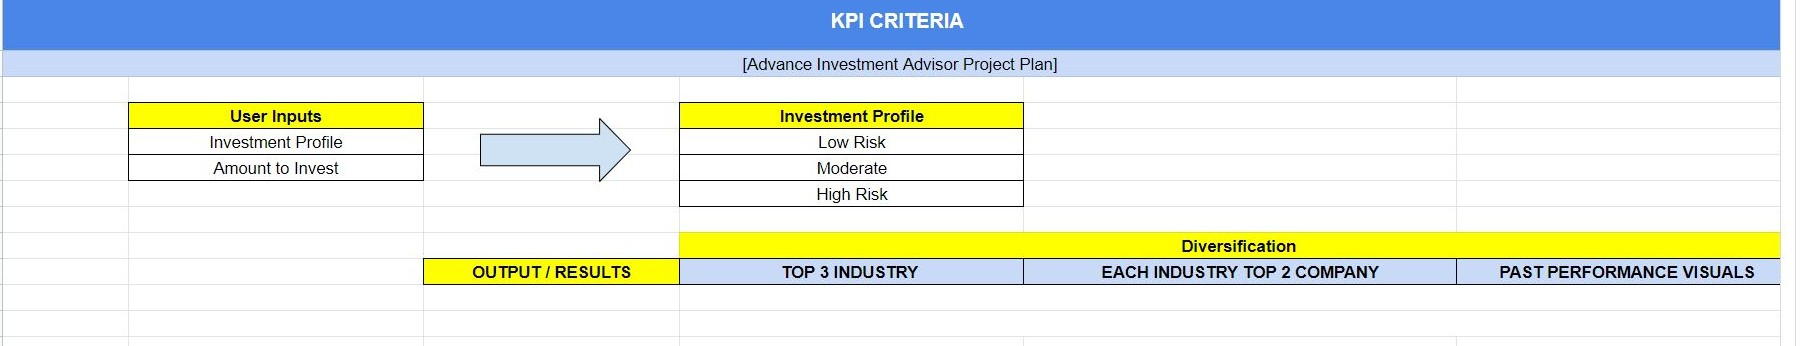 KPI CRITERIA
[Advance Investment Advisor Project Plan]
User Inputs
Investment Profile
Amount to Invest
Investment Profile
Low Risk
Moderate
High Risk
Diversification
OUTPUT / RESULTS
TOP 3 INDUSTRY
EACH INDUSTRY TOP 2 COMPANY
PAST PERFORMANCE VISUALS